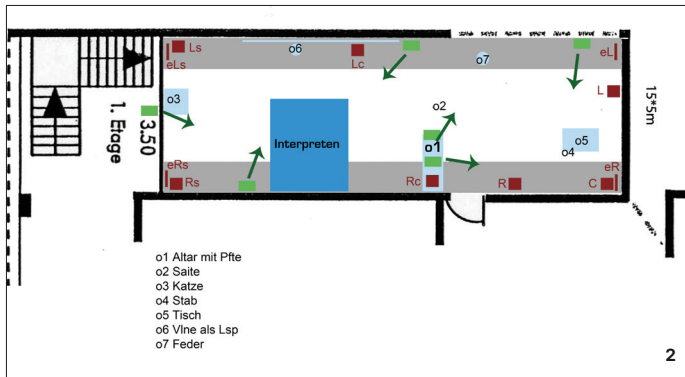 Ls
eLs
o6
Lc
o7
eL
o3
L
o2
15*5m
1. Etage
3.50
Interpreten
o1
o5
o4
eRs
Rs
Rc
R
C
eR
o1 Altar mit Pfte
o2 Saite
o3 Katze
o4 Stab
o5 Tisch
o6 Vlne als Lsp
o7 Feder
2